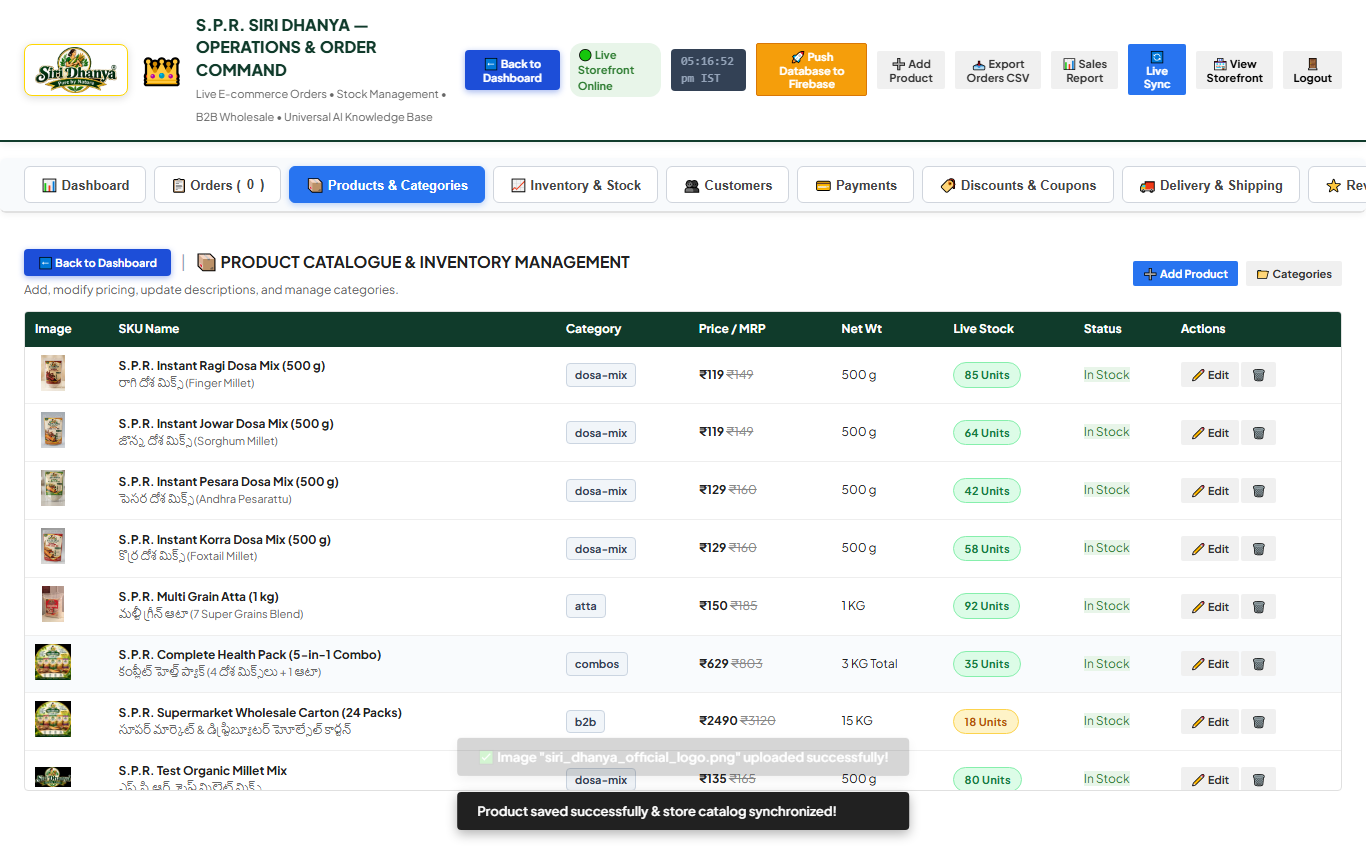 Siri Dhanya
Pure by Nature
S.P.R. SIRI DHANYA —
OPERATIONS & ORDER
COMMAND
Live E-commerce Orders • Stock Management •
B2B Wholesale • Universal AI Knowledge Base
Back to
Dashboard
Live
Storefront
Online
05:16:52
pm IST
Push
Database to
Firebase
Add
Product
Export
Orders CSV
Sales
Report
Live
Sync
View
Storefront
Logout
Dashboard
Orders ( 0 )
Products & Categories
Inventory & Stock
Customers
Payments
Discounts & Coupons
Delivery & Shipping
Rev
Back to Dashboard | PRODUCT CATALOGUE & INVENTORY MANAGEMENT
Add, modify pricing, update descriptions, and manage categories.
Add Product
Categories
Image SKU Name Category Price / MRP Net Wt Live Stock Status Actions
S.P.R. Instant Ragi Dosa Mix (500 g)
రాగి దోశ మిక్స్ (Finger Millet)
dosa-mix ₹119 ₹149 500 g 85 Units In Stock Edit
S.P.R. Instant Jowar Dosa Mix (500 g)
జొన్న దోశ మిక్స్ (Sorghum Millet)
dosa-mix ₹119 ₹149 500 g 64 Units In Stock Edit
S.P.R. Instant Pesara Dosa Mix (500 g)
పెసర దోశ మిక్స్ (Andhra Pesarattu)
dosa-mix ₹129 ₹160 500 g 42 Units In Stock Edit
S.P.R. Instant Korra Dosa Mix (500 g)
కొర్ర దోశ మిక్స్ (Foxtail Millet)
dosa-mix ₹129 ₹160 500 g 58 Units In Stock Edit
S.P.R. Multi Grain Atta (1 kg)
మల్టీ గ్రీన్ ఆటా (7 Super Grains Blend)
atta ₹150 ₹185 1 KG 92 Units In Stock Edit
S.P.R. Complete Health Pack (5-in-1 Combo)
కంప్లీట్ హెల్త్ ప్యాక్ (4 దోశ మిక్స్‌లు + 1 ఆటా)
combos ₹629 ₹803 3 KG Total 35 Units In Stock Edit
S.P.R. Supermarket Wholesale Carton (24 Packs)
సూపర్ మార్కెట్ & డిస్ట్రిబ్యూటర్ హోల్సేల్ కార్టన్
b2b ₹2490 ₹3120 15 KG 18 Units In Stock Edit
S.P.R. Test Organic Millet Mix
dosa-mix ₹135 ₹165 500 g 80 Units In Stock Edit
Image "siri_dhanya_official_logo.png" uploaded successfully!
Product saved successfully & store catalog synchronized!